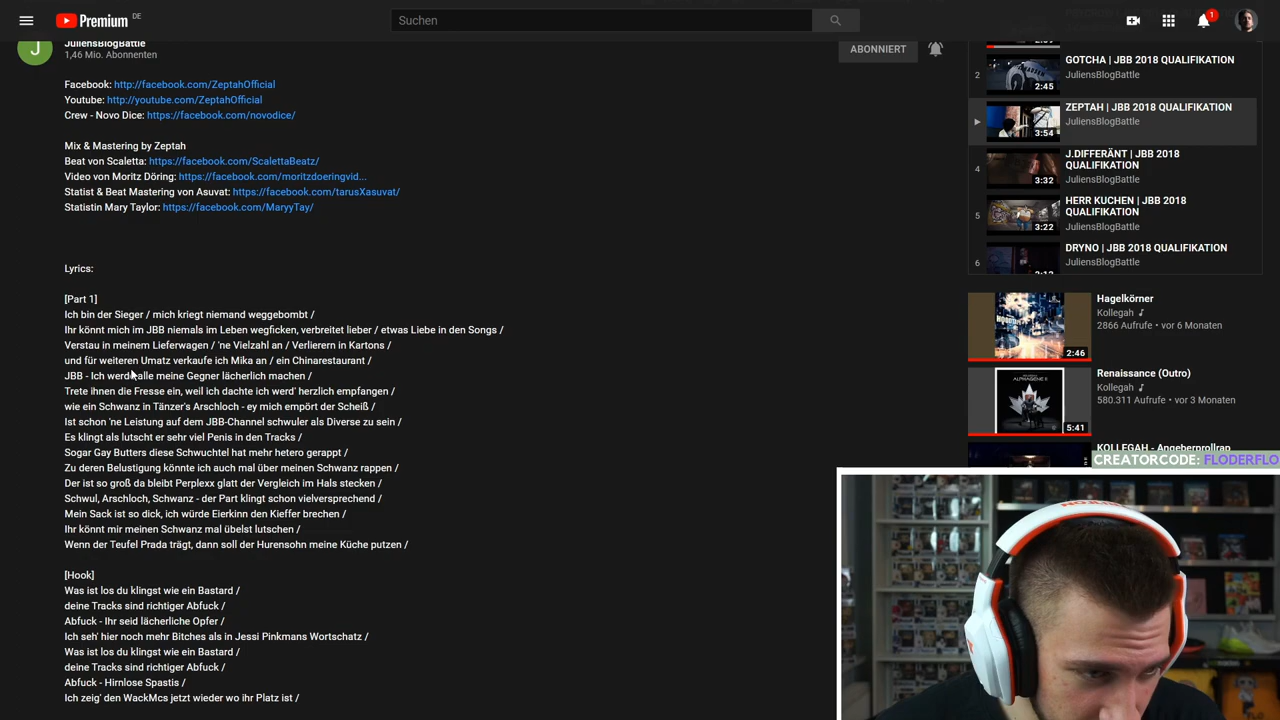 Premium DE
Suchen
1
JuliensBlogBattle
1,46 Mio. Abonnenten
ABONNIERT
Facebook: http://facebook.com/ZeptahOfficial
Youtube: http://youtube.com/ZeptahOfficial
Crew - Novo Dice: https://facebook.com/novodice/
Mix & Mastering by Zeptah
Beat von Scaletta: https://facebook.com/ScalettaBeatz/
Video von Moritz Döring: https://facebook.com/moritzdoeringvid...
Statist & Beat Mastering von Asuvat: https://facebook.com/tarusXasuvat/
Statistin Mary Taylor: https://facebook.com/MaryyTay/
Lyrics:
[Part 1]
Ich bin der Sieger / mich kriegt niemand weggebombt /
Ihr könnt mich im JBB niemals im Leben wegficken, verbreitet lieber / etwas Liebe in den Songs /
Verstau in meinem Lieferwagen / 'ne Vielzahl an / Verlierern in Kartons /
und für weiteren Umatz verkaufe ich Mika an / ein Chinarestaurant /
JBB - Ich werde alle meine Gegner lächerlich machen /
Trete ihnen die Fresse ein, weil ich dachte ich werd' herzlich empfangen /
wie ein Schwanz in Tänzer's Arschloch - ey mich empört der Scheiß /
Ist schon 'ne Leistung auf dem JBB-Channel schwuler als Diverse zu sein /
Es klingt als lutscht er sehr viel Penis in den Tracks /
Sogar Gay Butters diese Schwuchtel hat mehr hetero gerappt /
Zu deren Belustigung könnte ich auch mal über meinen Schwanz rappen /
Der ist so groß da bleibt Perplexx glatt der Vergleich im Hals stecken /
Schwul, Arschloch, Schwanz - der Part klingt schon vielversprechend /
Mein Sack ist so dick, ich würde Eierkinn den Kieffer brechen /
Ihr könnt mir meinen Schwanz mal übelst lutschen /
Wenn der Teufel Prada trägt, dann soll der Hurensohn meine Küche putzen /
[Hook]
Was ist los du klingst wie ein Bastard /
deine Tracks sind richtiger Abfuck /
Abfuck - Ihr seid lächerliche Opfer /
Ich seh' hier noch mehr Bitches als in Jessi Pinkmans Wortschatz /
Was ist los du klingst wie ein Bastard /
deine Tracks sind richtiger Abfuck /
Abfuck - Hirnlose Spastis /
Ich zeig' den WackMcs jetzt wieder wo ihr Platz ist /
2
2:45
GOTCHA | JBB 2018 QUALIFIKATION
JuliensBlogBattle
3:54
ZEPTAH | JBB 2018 QUALIFIKATION
JuliensBlogBattle
4
3:32
J.DIFFERÄNT | JBB 2018
QUALIFIKATION
JuliensBlogBattle
5
3:22
HERR KUCHEN | JBB 2018
QUALIFIKATION
JuliensBlogBattle
6
DRYNO | JBB 2018 QUALIFIKATION
JuliensBlogBattle
2:46
Hagelkörner
Kollegah
2866 Aufrufe • vor 6 Monaten
5:41
Renaissance (Outro)
Kollegah
580.311 Aufrufe • vor 3 Monaten
KOLLEGAH - Angeberprollrap
CREATORCODE: FLODERFLO